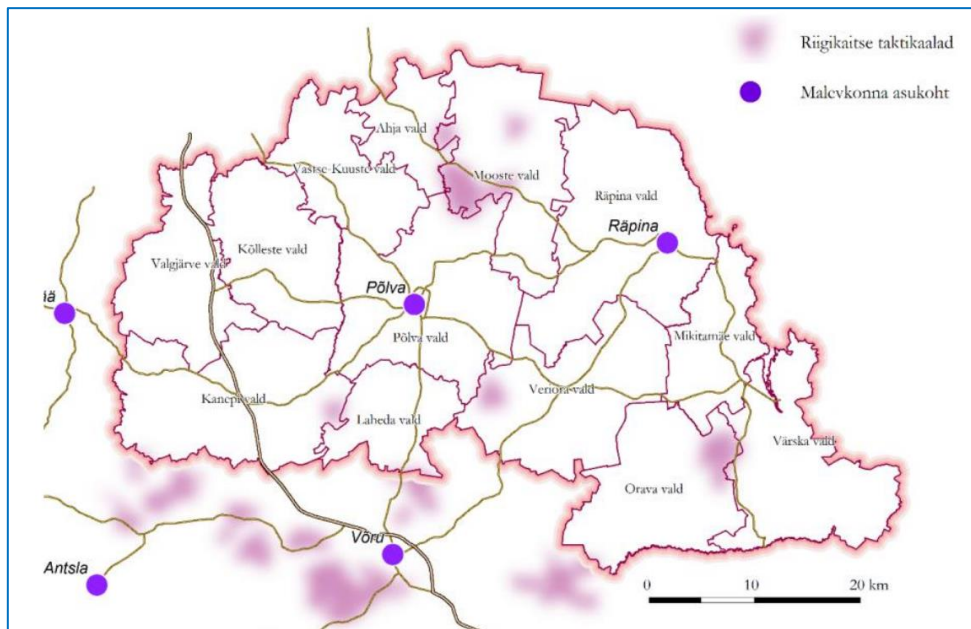 Riigikaitse taktikaalad
Malevkonna asukoht
Ahja vald
Vastse-Kuuste vald
Mooste vald
Räpina vald
Räpina
Kõlleste vald
Valgjärve vald
Põlva
ää
Põlva vald
Mikitamäe vald
Veriora vald
Kanepi vald
Laheda vald
Värska vald
Orava vald
Võru
Antsla
0 10 20 km